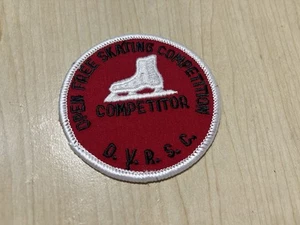 OPEN FREE SKATING COMPETITION
COMPETITOR
D. V. R. S. C.